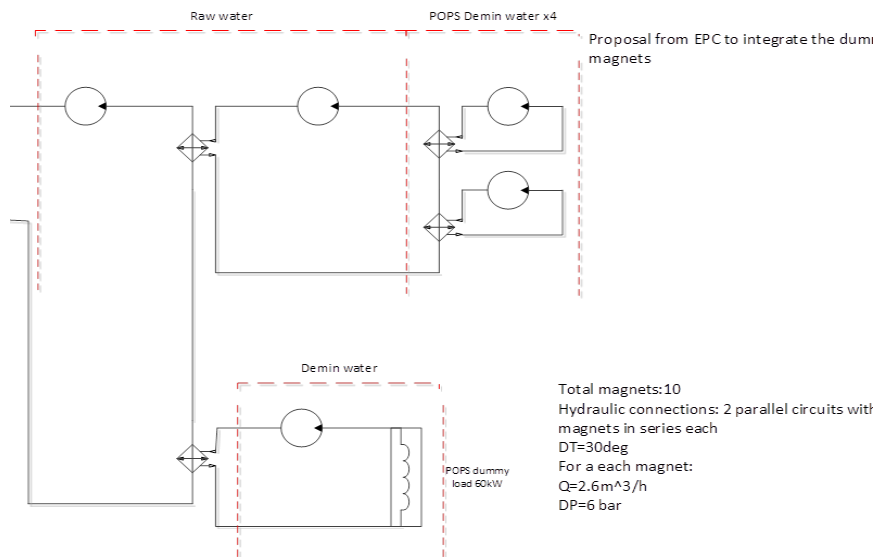 Raw water
POPS Demin water x4
Proposal from EPC to integrate the
magnets
Demin water
POPS dummy
load 60kW
Total magnets:10
Hydraulic connections: 2 parallel circuits with
magnets in series each
DT=30deg
For a each magnet:
Q=2.6m^3/h
DP=6 bar